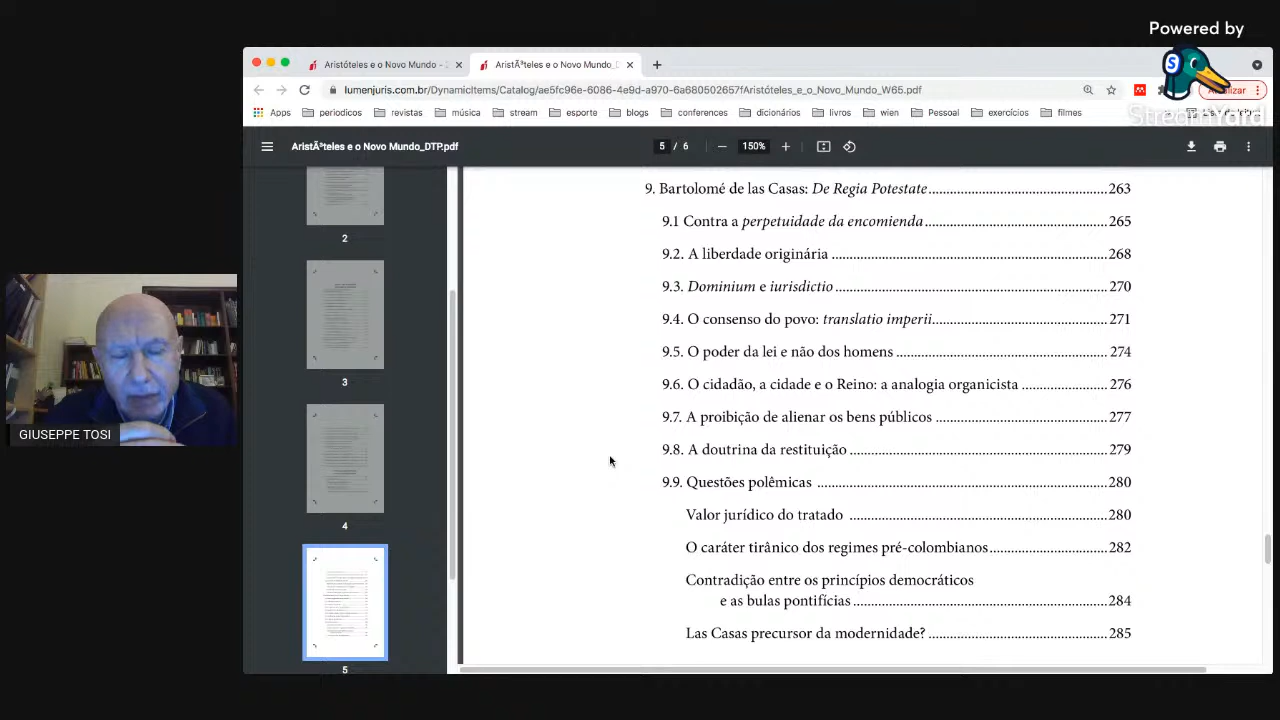 Powered by
StreamYard
Aristóteles e o Novo Mundo -
AristÃ³teles e o Novo Mundo_D
lumenjuris.com.br/DynamicItems/Catalog/ae5fc96e-6086-4e9d-a970-6a660502657fAristóteles_e_o_Novo_Mundo_W65.pdf
Apps periodicos revistas música stream esporte blogs conferences dicionários livros wien Pessoal exercícios filmes
AristÃ³teles e o Novo Mundo_DTP.pdf
5 / 6
150%
2
3
4
5
GIUSEPPE TOSI
9. Bartolomé de las Casas: De Regia Potestate 263
9.1 Contra a perpetuidade da encomienda 265
9.2. A liberdade originária 268
9.3. Dominium e iurisdictio 270
9.4. O consenso do povo: translatio imperii 271
9.5. O poder da lei e não dos homens 274
9.6. O cidadão, a cidade e o Reino: a analogia organicista 276
9.7. A proibição de alienar os bens públicos 277
9.8. A doutrina da restituição 279
9.9. Questões polêmicas 280
Valor jurídico do tratado 280
O caráter tirânico dos regimes pré-colombianos 282
Contradição entre os princípios democráticos
e as bulas pontifícias 284
Las Casas precursor da modernidade? 285